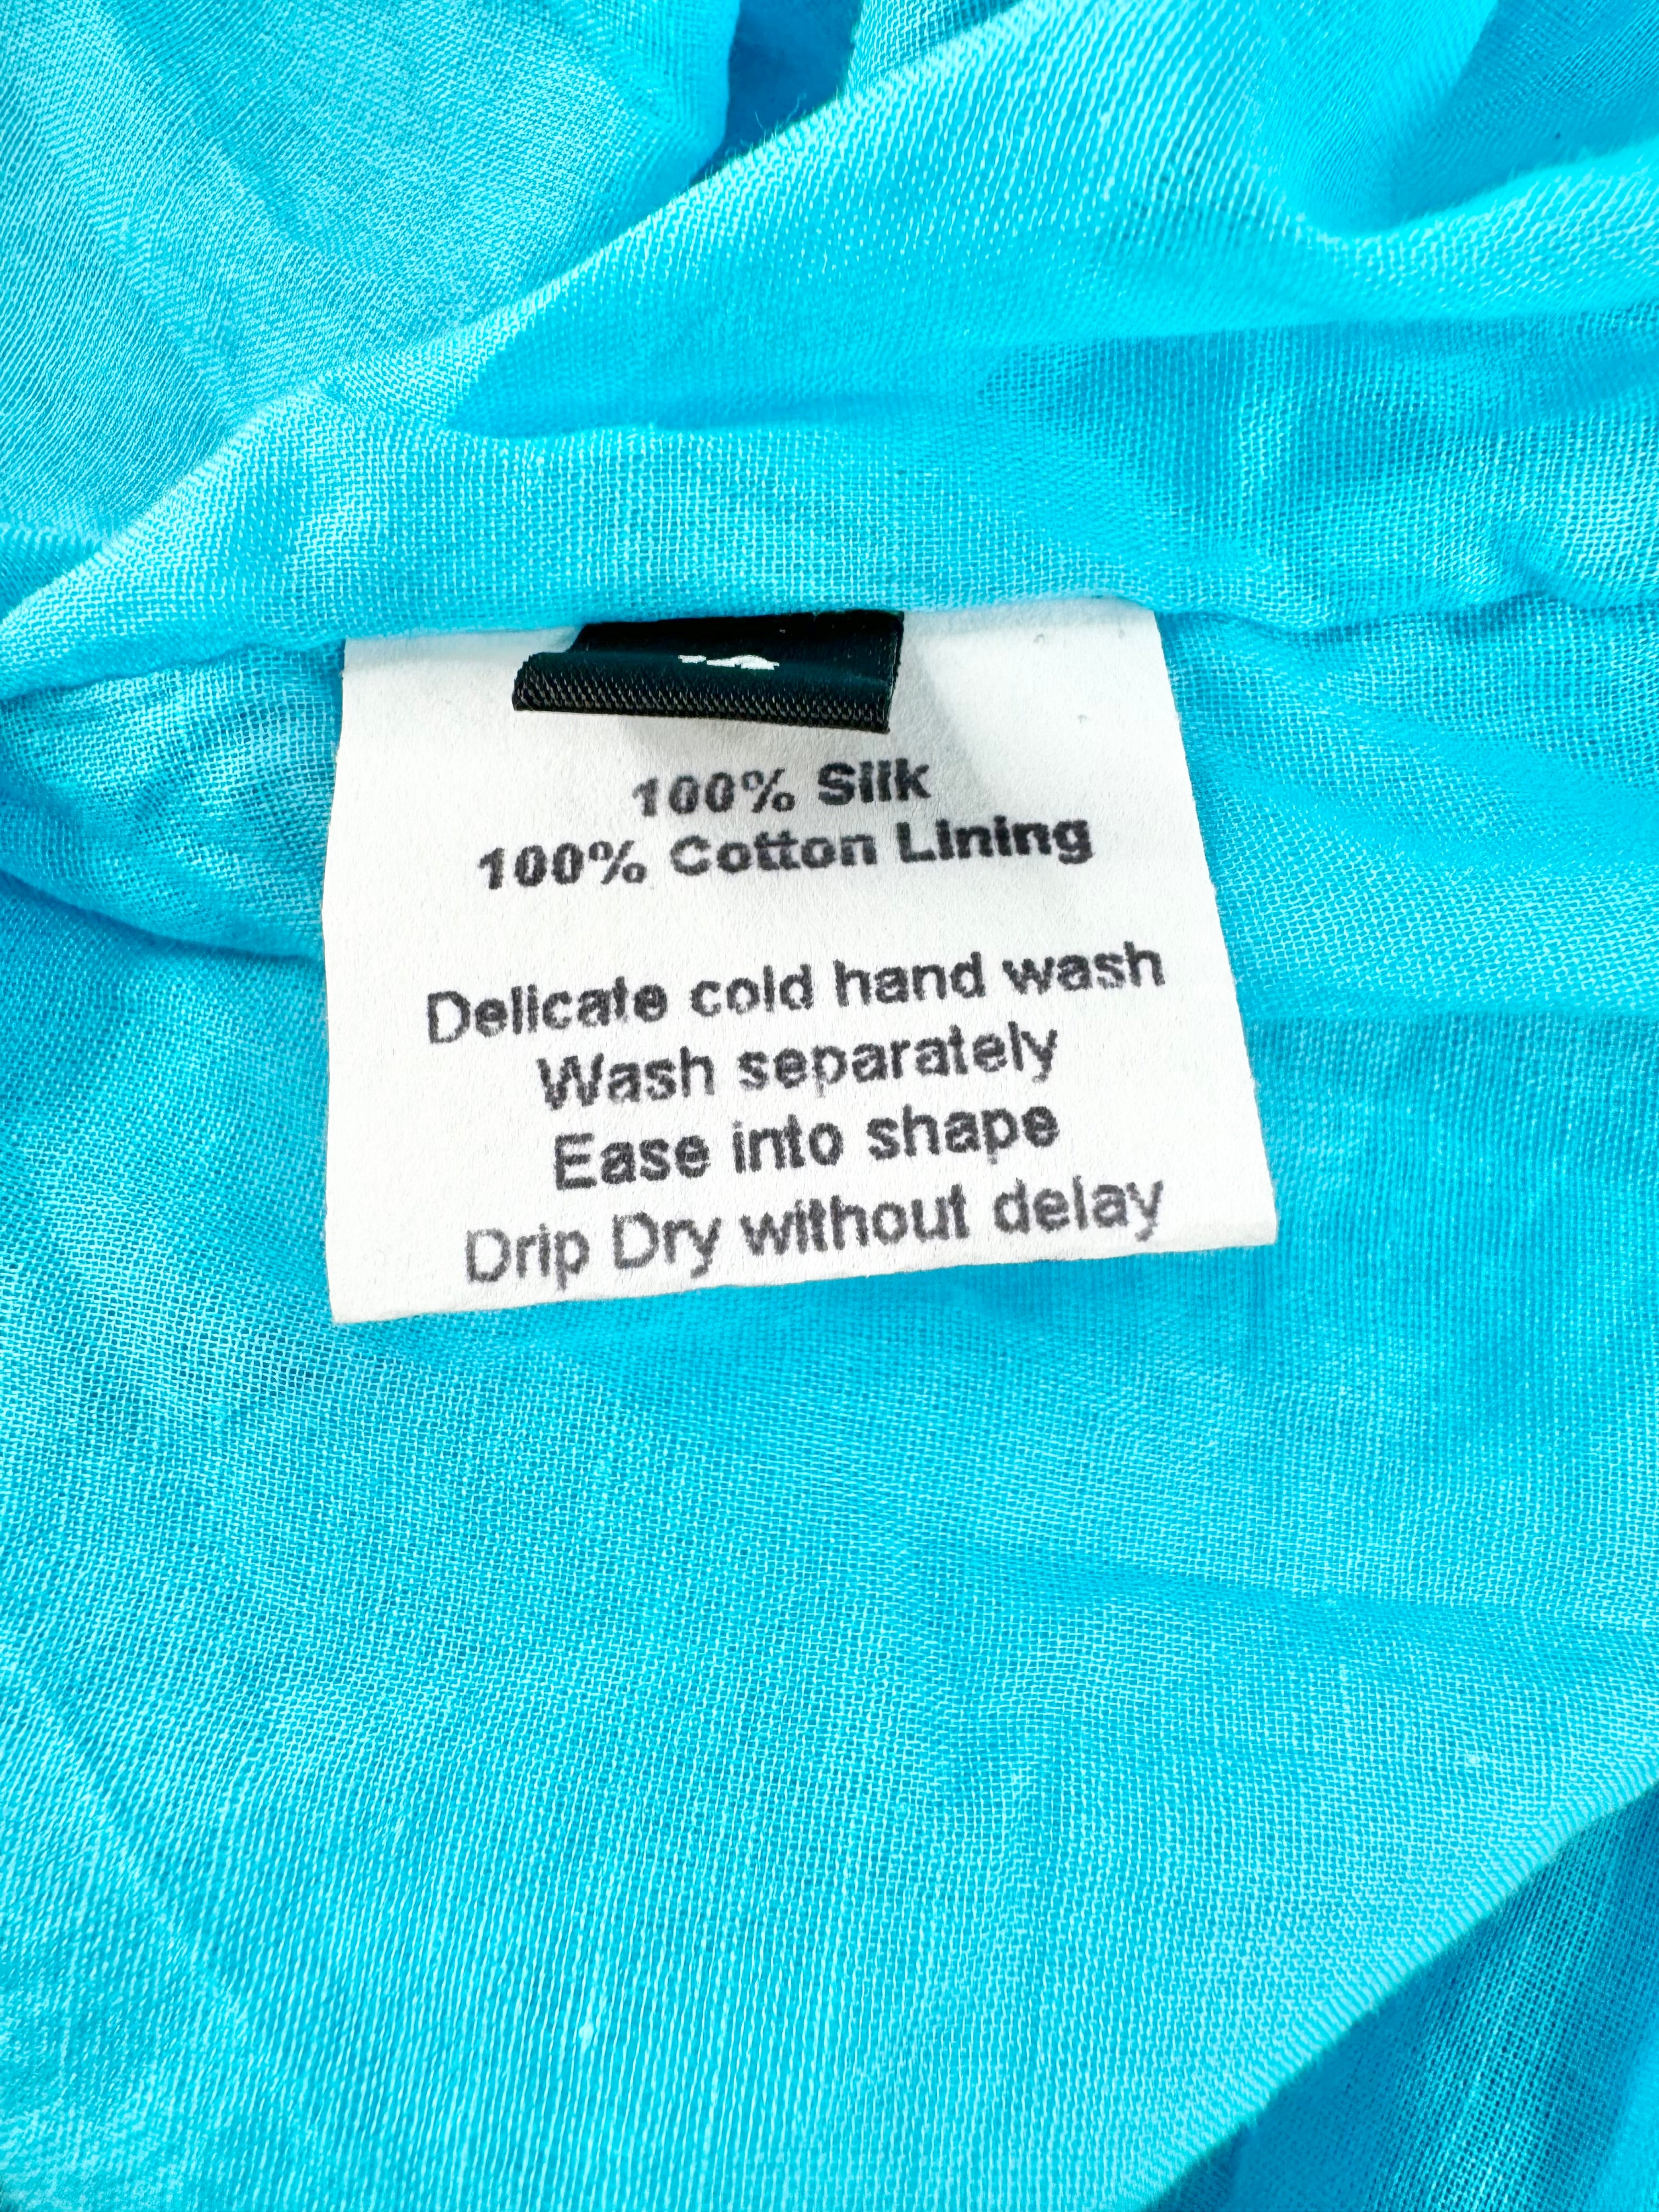 100% Silk
100% Cotton Lining
Delicate cold hand wash
Wash separately
Ease into shape
Drip Dry without delay